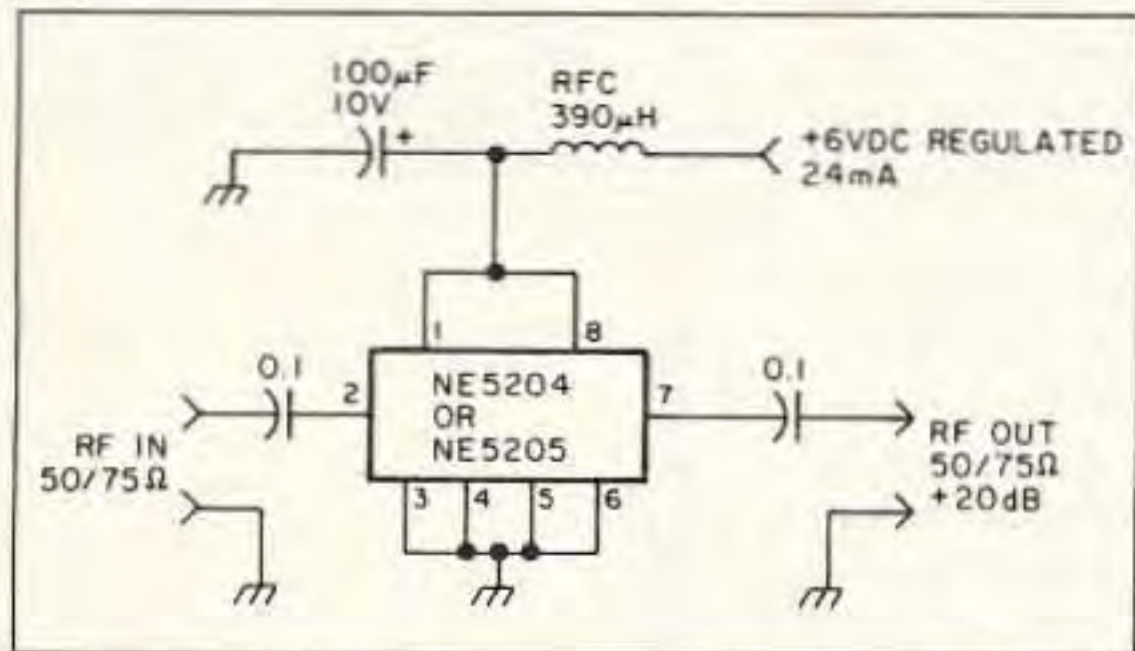 100µF
10V
+
RFC
390µH
+6VDC REGULATED
24mA
1
8
0.1
2
NE5204
OR
NE5205
7
0.1
RF IN
50/75Ω
3
4
5
6
RF OUT
50/75Ω
+20dB